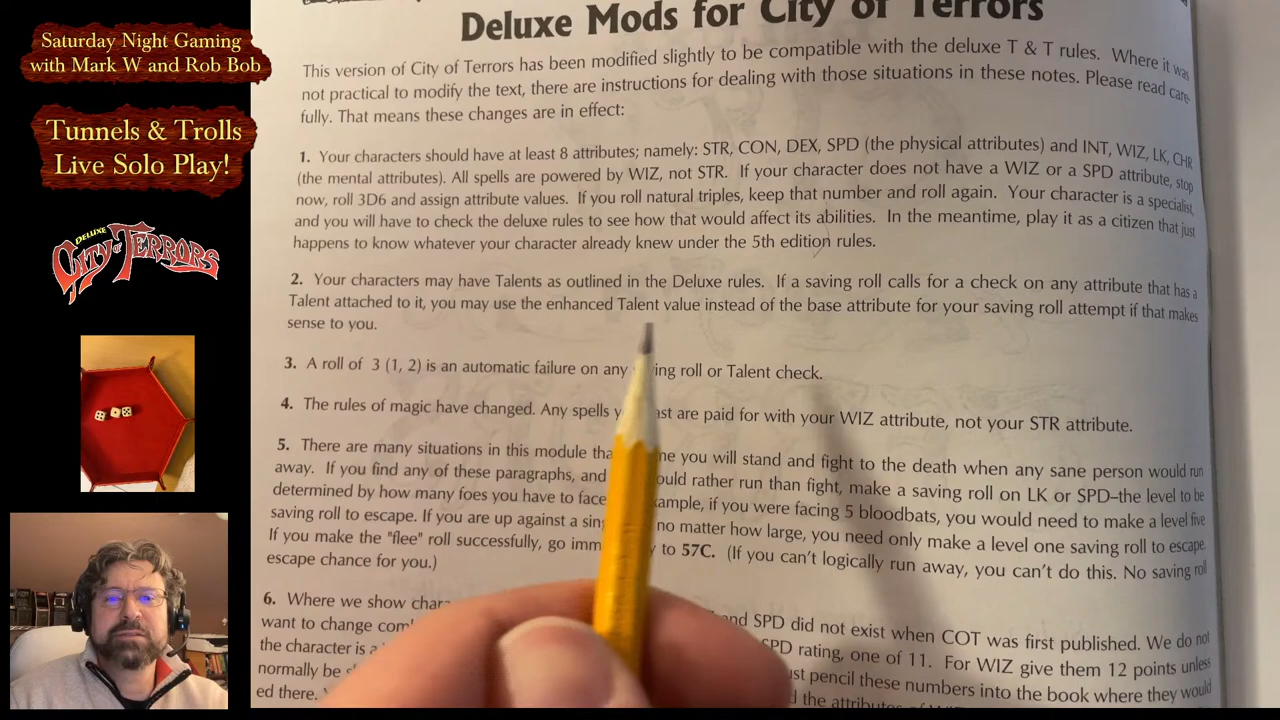 Saturday Night Gaming
with Mark W and Rob Bob
Tunnels & Trolls
Live Solo Play!
DELUXE
CITY OF TERRORS
Deluxe Mods for City of Terrors
This version of City of Terrors has been modified slightly to be compatible with the deluxe T & T rules. Where it was
not practical to modify the text, there are instructions for dealing with those situations in these notes. Please read care-
fully. That means these changes are in effect:
1. Your characters should have at least 8 attributes; namely: STR, CON, DEX, SPD (the physical attributes) and INT, WIZ, LK, CHR
(the mental attributes). All spells are powered by WIZ, not STR. If your character does not have a WIZ or a SPD attribute, stop
now, roll 3D6 and assign attribute values. If you roll natural triples, keep that number and roll again. Your character is a specialist,
and you will have to check the deluxe rules to see how that would affect its abilities. In the meantime, play it as a citizen that just
happens to know whatever your character already knew under the 5th edition rules.
2. Your characters may have Talents as outlined in the Deluxe rules. If a saving roll calls for a check on any attribute that has a
Talent attached to it, you may use the enhanced Talent value instead of the base attribute for your saving roll attempt if that makes
sense to you.
3. A roll of 3 (1, 2) is an automatic failure on any ing roll or Talent check.
4. The rules of magic have changed. Any spells are paid for with your WIZ attribute, not your STR attribute.
5. There are many situations in this module you will stand and fight to the death when any sane person would run
away. If you find any of these paragraphs, and rather run than fight, make a saving roll on LK or SPD–the level to be
determined by how many foes you have to face if you were facing 5 bloodbats, you would need to make a level five
saving roll to escape. If you are up against a no matter how large, you need only make a level one saving roll to escape.
If you make the "flee" roll successfully, go to 57C. (If you can't logically run away, you can't do this. No saving roll
escape chance for you.)
6. Where we show and SPD did not exist when COT was first published. We do not
want to change rating, one of 11. For WIZ give them 12 points unless
the character is a pencil these numbers into the book where they would
normally be the
ed there.